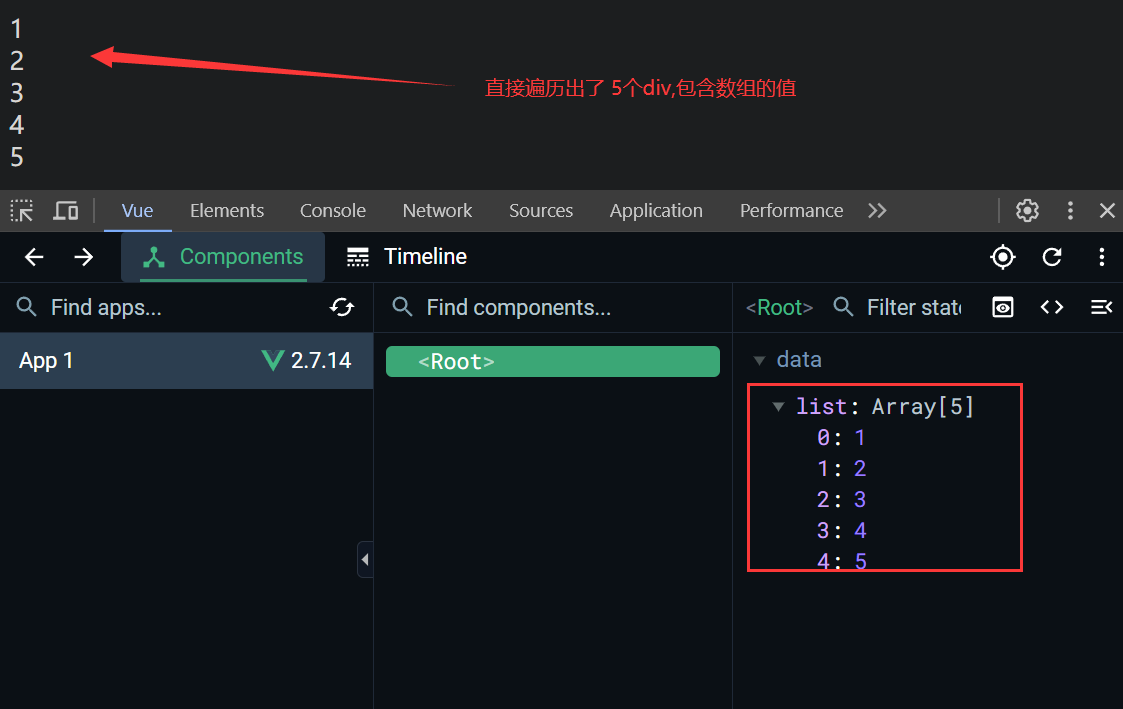 1
2
直接遍历出了 5个div,包含数组的值
3
4
5
Vue Elements Console Network Sources Application Performance
Components Timeline
Find apps... Find components... <Root> Filter state
App 1 2.7.14 <Root> data
list: Array[5]
0: 1
1: 2
2: 3
3: 4
4: 5